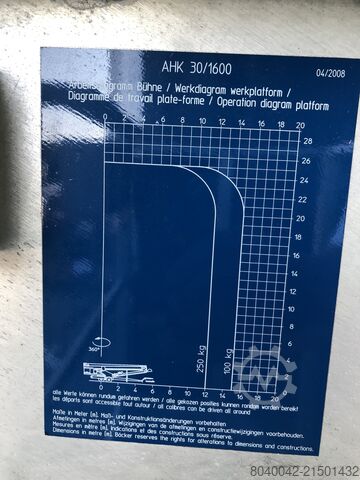 AHK 30/1600
04/2008
Arbeitsdiagramm Bühne / Werkdiagram werkplatform /
Diagramme de travail plate-forme / Operation diagram platform
0 2 4 6 8 10 12 14 16 18 20
28
26
24
22
20
18
16
14
12
10
8
6
4
2
0
250 kg
100 kg
360°
0 2 4 6 8 10 12 14 16 18 20
alle Werte können rundum gefahren werden / alle gekozen posities kunnen rondom werden bereikt
les déports sont accessible tout autour / all calibres can be driven all around
Maße in Meter [m]. Maß- und Konstruktionsänderungen vorbehalten.
Afmetingen in metres [m]. Wijzigingen van de afmetingen en constructiewijzigingen voorbehouden.
Mesures en mètre [m]. Indications et des constructions sous réserve.
Dimensions in metre [m]. Böcker reserves the rights for alterations to dimensions and constructions.
8040042-21501432